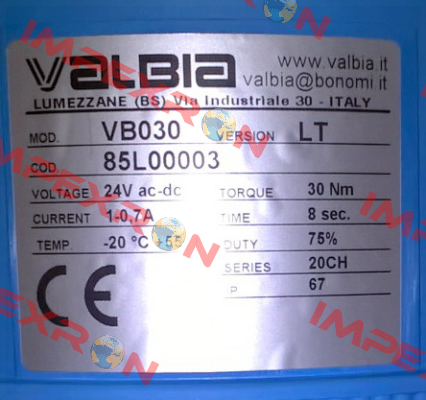 VALBIA
www.valbia.it
valbia@bonomi.it
LUMEZZANE (BS) Via Industriale 30 - ITALY
MOD. VB030 VERSION LT
COD. 85L00003
VOLTAGE 24V ac-dc TORQUE 30 Nm
CURRENT 1-0,7A TIME 8 sec.
TEMP. -20 °C +55 DUTY 75%
SERIES 20CH
IP 67
CE
IMPEXRON